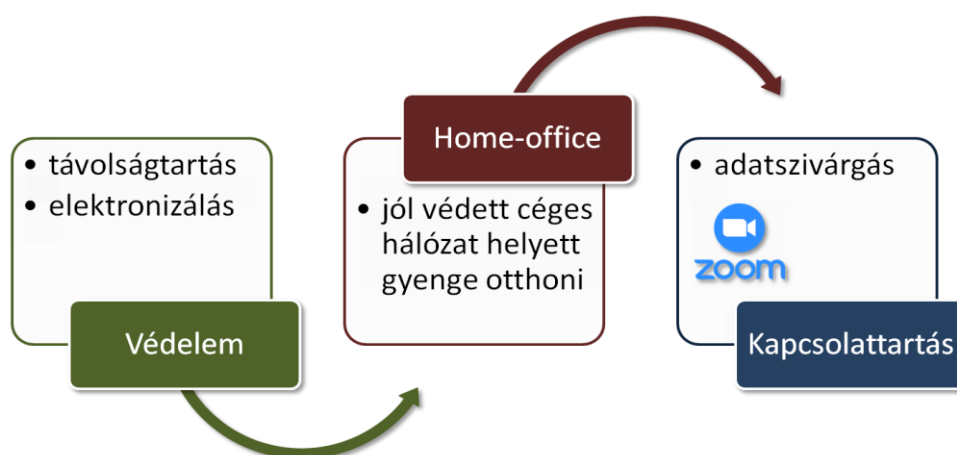 • távolságtartás
• elektronizálás
Védelem
Home-office
• jól védett céges
hálózat helyett
gyenge otthoni
• adatszivárgás
zoom
Kapcsolattartás